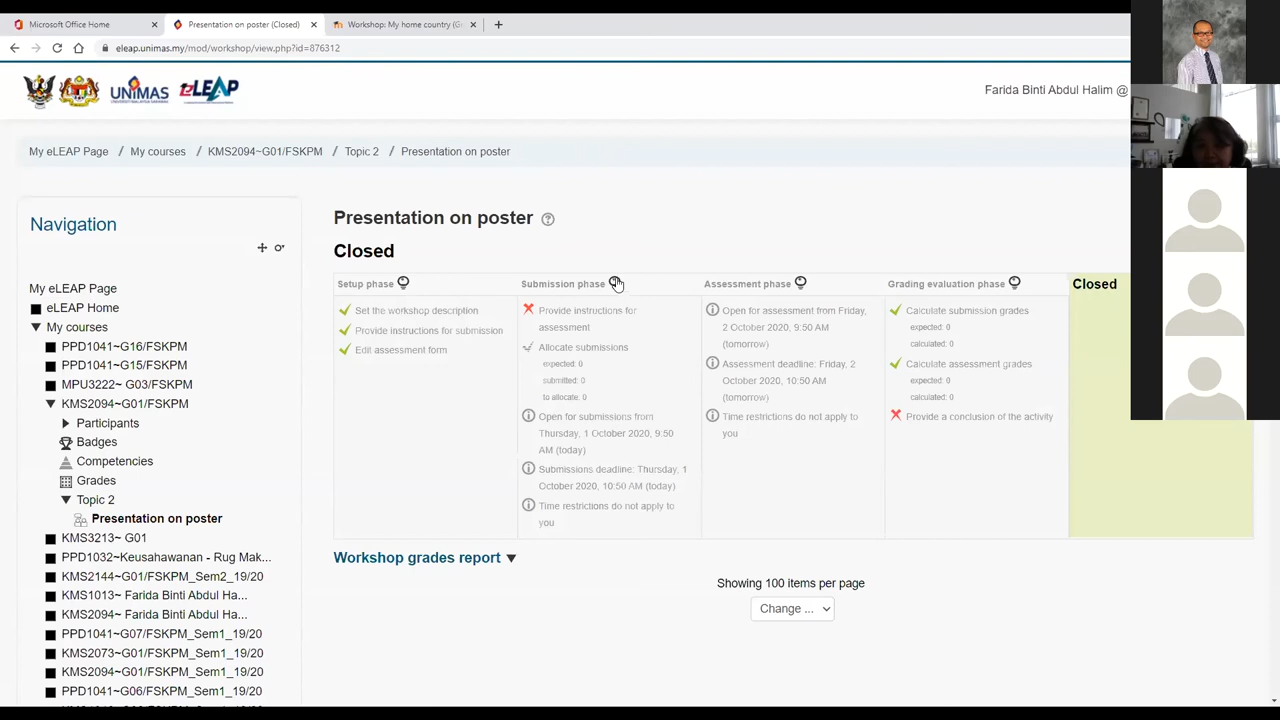 Microsoft Office Home
Presentation on poster (Closed)
Workshop: My home country (G
eleap.unimas.my/mod/workshop/view.php?id=876312
UNIMAS
eLEAP
Farida Binti Abdul Halim @
My eLEAP Page / My courses / KMS2094~G01/FSKPM / Topic 2 / Presentation on poster
Navigation
My eLEAP Page
eLEAP Home
My courses
PPD1041~G16/FSKPM
PPD1041~G15/FSKPM
MPU3222~ G03/FSKPM
KMS2094~G01/FSKPM
Participants
Badges
Competencies
Grades
Topic 2
Presentation on poster
KMS3213~ G01
PPD1032~Keusahawanan - Rug Mak...
KMS2144~G01/FSKPM_Sem2_19/20
KMS1013~ Farida Binti Abdul Ha...
KMS2094~ Farida Binti Abdul Ha...
PPD1041~G07/FSKPM_Sem1_19/20
KMS2073~G01/FSKPM_Sem1_19/20
KMS2094~G01/FSKPM_Sem1_19/20
PPD1041~G06/FSKPM_Sem1_19/20
Presentation on poster
Closed
Setup phase
Set the workshop description
Provide instructions for submission
Edit assessment form
Submission phase
Provide instructions for
assessment
Allocate submissions
expected: 0
submitted: 0
to allocate: 0
Open for submissions from
Thursday, 1 October 2020, 9:50
AM (today)
Submissions deadline: Thursday, 1
October 2020, 10:50 AM (today)
Time restrictions do not apply to
you
Assessment phase
Open for assessment from Friday,
2 October 2020, 9:50 AM
(tomorrow)
Assessment deadline: Friday, 2
October 2020, 10:50 AM
(tomorrow)
Time restrictions do not apply to
you
Grading evaluation phase
Calculate submission grades
expected: 0
calculated: 0
Calculate assessment grades
expected: 0
calculated: 0
Provide a conclusion of the activity
Closed
Workshop grades report
Showing 100 items per page
Change ...